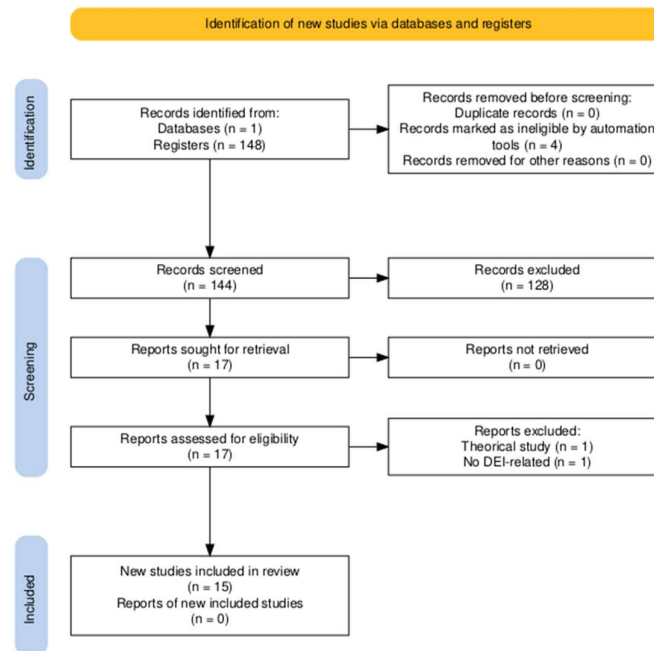 Identification of new studies via databases and registers
Identification
Records identified from:
Databases (n = 1)
Registers (n = 148)
Records removed before screening:
Duplicate records (n = 0)
Records marked as ineligible by automation
tools (n = 4)
Records removed for other reasons (n = 0)
Screening
Records screened
(n = 144)
Records excluded
(n = 128)
Reports sought for retrieval
(n = 17)
Reports not retrieved
(n = 0)
Reports assessed for eligibility
(n = 17)
Reports excluded:
Theorical study (n = 1)
No DEI-related (n = 1)
Included
New studies included in review
(n = 15)
Reports of new included studies
(n = 0)